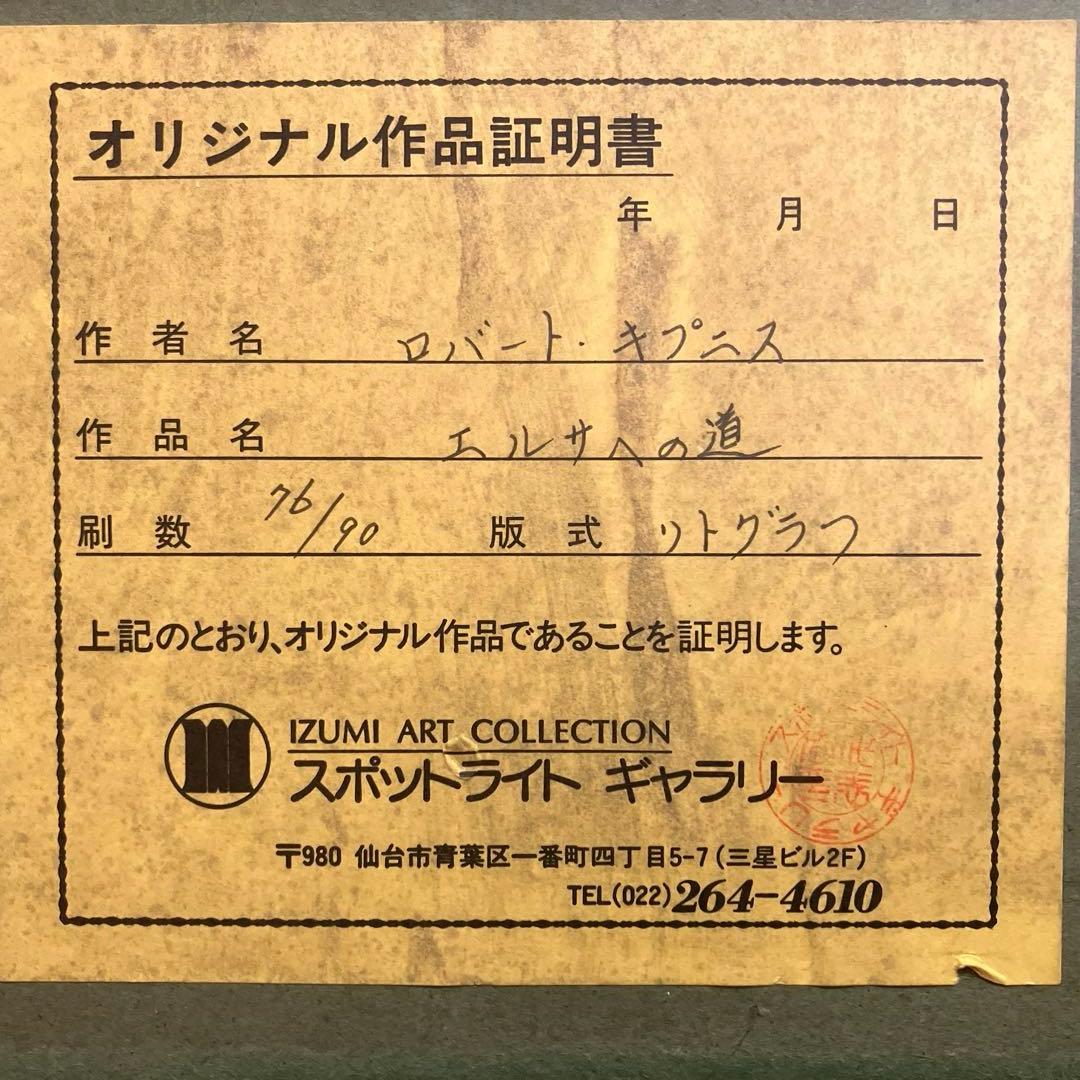 オリジナル作品証明書
年 月 日
作者名 ロバート・キプニス
作品名 エルサへの道
刷数 76/90 版式 リトグラフ
上記のとおり、オリジナル作品であることを証明します。
IZUMI ART COLLECTION
スポットライト ギャラリー
〒980 仙台市青葉区一番町四丁目5-7(三星ビル2F)
TEL(022)264-4610